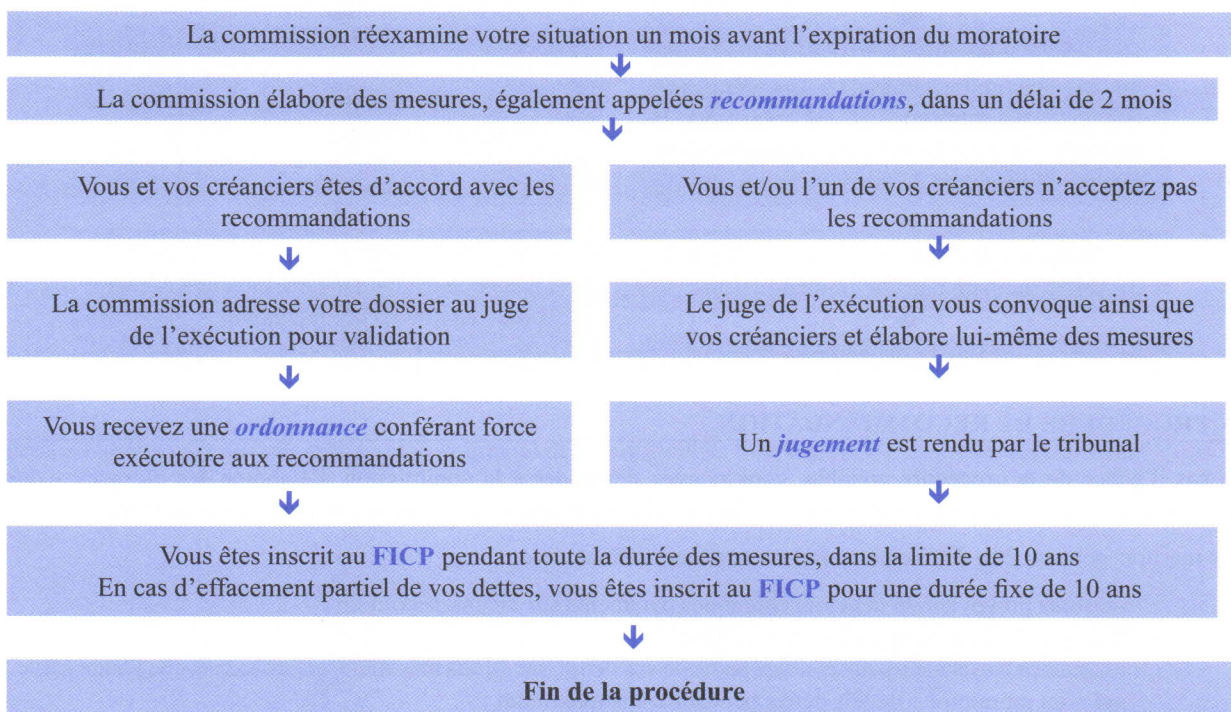 La commission réexamine votre situation un mois avant l’expiration du moratoire
La commission élabore des mesures, également appelées recommandations, dans un délai de 2 mois
Vous et vos créanciers êtes d’accord avec les
recommandations
Vous et/ou l’un de vos créanciers n’acceptez pas
les recommandations
La commission adresse votre dossier au juge
de l’exécution pour validation
Le juge de l’exécution vous convoque ainsi que
vos créanciers et élabore lui-même des mesures
Vous recevez une ordonnance conférant force
exécutoire aux recommandations
Un jugement est rendu par le tribunal
Vous êtes inscrit au FICP pendant toute la durée des mesures, dans la limite de 10 ans
En cas d’effacement partiel de vos dettes, vous êtes inscrit au FICP pour une durée fixe de 10 ans
Fin de la procédure